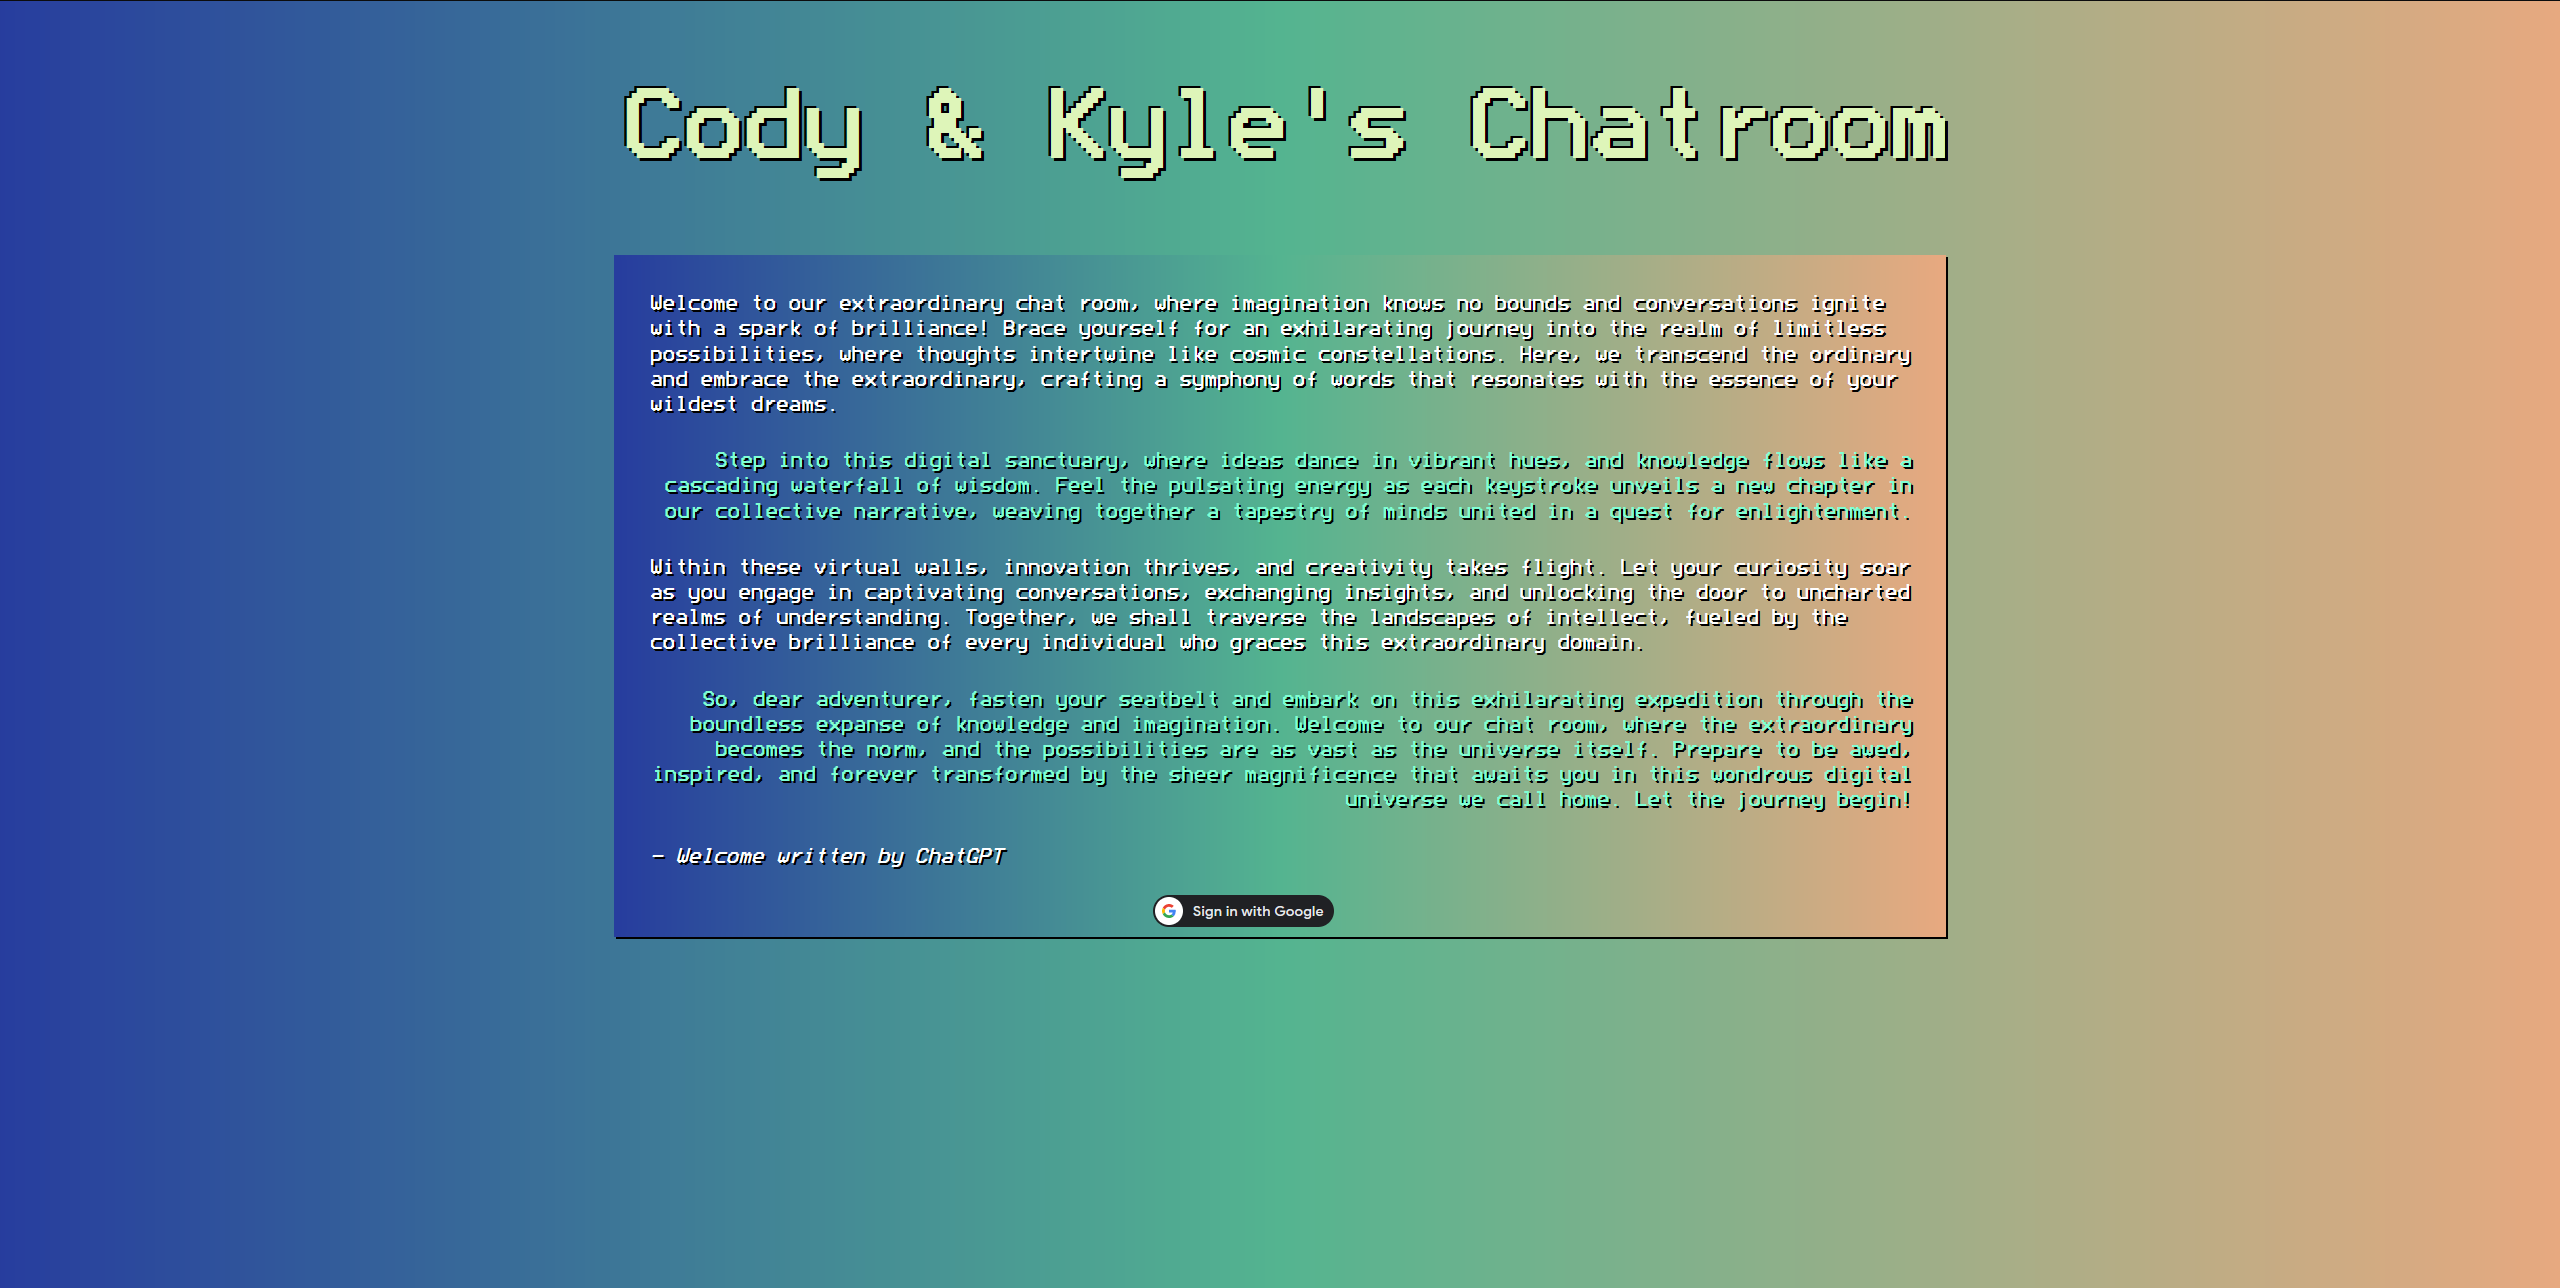 Cody & Kyle's Chatroom
Welcome to our extraordinary chat room, where imagination knows no bounds and conversations ignite
with a spark of brilliance! Brace yourself for an exhilarating journey into the realm of limitless
possibilities, where thoughts intertwine like cosmic constellations. Here, we transcend the ordinary
and embrace the extraordinary, crafting a symphony of words that resonates with the essence of your
wildest dreams.
Step into this digital sanctuary, where ideas dance in vibrant hues, and knowledge flows like a
cascading waterfall of wisdom. Feel the pulsating energy as each keystroke unveils a new chapter in
our collective narrative, weaving together a tapestry of minds united in a quest for enlightenment.
Within these virtual walls, innovation thrives, and creativity takes flight. Let your curiosity soar
as you engage in captivating conversations, exchanging insights, and unlocking the door to uncharted
realms of understanding. Together, we shall traverse the landscapes of intellect, fueled by the
collective brilliance of every individual who graces this extraordinary domain.
So, dear adventurer, fasten your seatbelt and embark on this exhilarating expedition through the
boundless expanse of knowledge and imagination. Welcome to our chat room, where the extraordinary
becomes the norm, and the possibilities are as vast as the universe itself. Prepare to be awed,
inspired, and forever transformed by the sheer magnificence that awaits you in this wondrous digital
universe we call home. Let the journey begin!
- Welcome written by ChatGPT
Sign in with Google